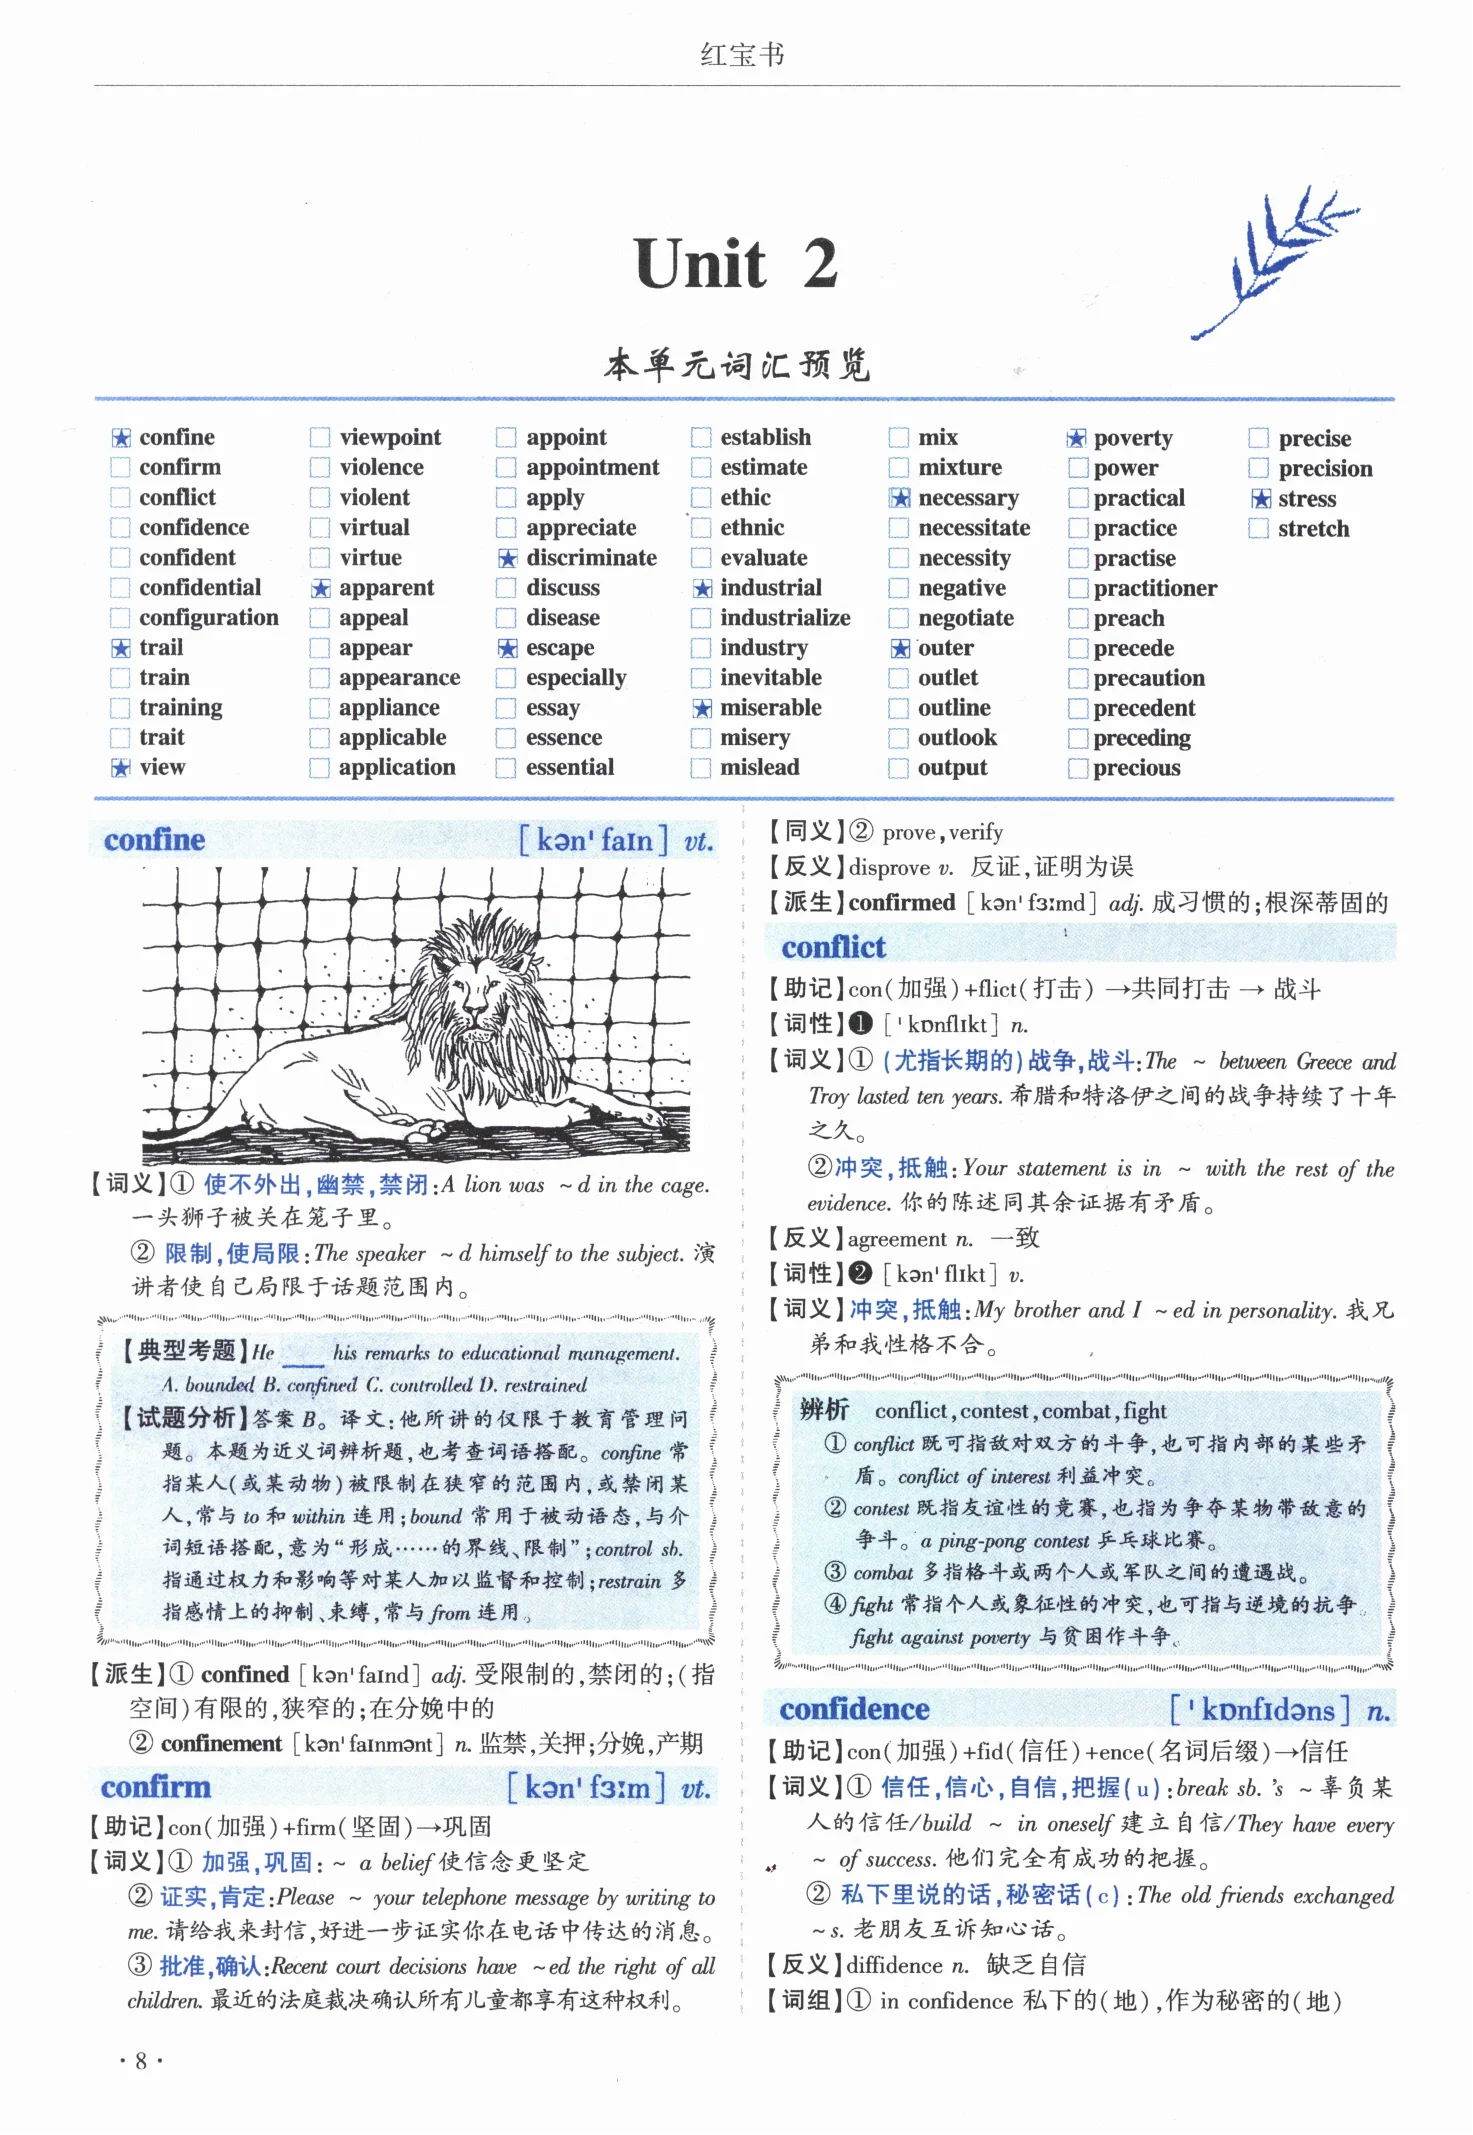 红宝书
Unit 2
本单元词汇预览
confine
confirm
conflict
confidence
confident
confidential
configuration
trail
train
training
trait
view
viewpoint
violence
violent
virtual
virtue
apparent
appeal
appear
appearance
appliance
applicable
application
appoint
appointment
apply
appreciate
discriminate
discuss
disease
escape
especially
essay
essence
essential
establish
estimate
ethic
ethnic
evaluate
industrial
industrialize
industry
inevitable
miserable
misery
mislead
mix
mixture
necessary
necessitate
necessity
negative
negotiate
outer
outlet
outline
outlook
output
poverty
power
practical
practice
practise
practitioner
preach
precede
precaution
precedent
preceding
precious
precise
precision
stress
stretch
confine [kənˈfaɪn] vt.
【词义】① 使不外出,幽禁,禁闭:A lion was ~d in the cage.
一头狮子被关在笼子里。
② 限制,使局限:The speaker ~d himself to the subject. 演
讲者使自己局限于话题范围内。
【典型考题】He ___ his remarks to educational management.
A. bounded B. confined C. controlled D. restrained
【试题分析】答案 B。译文:他所讲的仅限于教育管理问
题。本题为近义词辨析题,也考查词语搭配。confine 常
指某人(或某动物)被限制在狭窄的范围内,或禁闭某
人,常与 to 和 within 连用;bound 常用于被动语态,与介
词短语搭配,意为“形成……的界线、限制”;control sb.
指通过权力和影响等对某人加以监督和控制;restrain 多
指感情上的抑制、束缚,常与 from 连用。
【派生】① confined [kənˈfaɪnd] adj. 受限制的,禁闭的;(指
空间)有限的,狭窄的;在分娩中的
② confinement [kənˈfaɪnmənt] n. 监禁,关押;分娩,产期
confirm [kənˈfɜːm] vt.
【助记】con(加强)+firm(坚固)→巩固
【词义】① 加强,巩固: ~ a belief 使信念更坚定
② 证实,肯定:Please ~ your telephone message by writing to
me. 请给我来封信,好进一步证实你在电话中传达的消息。
③ 批准,确认:Recent court decisions have ~ed the right of all
children. 最近的法庭裁决确认所有儿童都享有这种权利。
【同义】② prove,verify
【反义】disprove v. 反证,证明为误
【派生】confirmed [kənˈfɜːmd] adj. 成习惯的;根深蒂固的
conflict
【助记】con(加强)+flict(打击) →共同打击 → 战斗
【词性】❶ [ˈkɒnflɪkt] n.
【词义】① (尤指长期的)战争,战斗:The ~ between Greece and
Troy lasted ten years. 希腊和特洛伊之间的战争持续了十年
之久。
②冲突,抵触:Your statement is in ~ with the rest of the
evidence. 你的陈述同其余证据有矛盾。
【反义】agreement n. 一致
【词性】❷ [kənˈflɪkt] v.
【词义】冲突,抵触:My brother and I ~ed in personality. 我兄
弟和我性格不合。
辨析 conflict,contest,combat,fight
① conflict 既可指敌对双方的斗争,也可指内部的某些矛
盾。conflict of interest 利益冲突。
② contest 既指友谊性的竞赛,也指为争夺某物带敌意的
争斗。a ping-pong contest 乒乓球比赛。
③ combat 多指格斗或两个人或军队之间的遭遇战。
④ fight 常指个人或象征性的冲突,也可指与逆境的抗争。
fight against poverty 与贫困作斗争。
confidence [ˈkɒnfɪdəns] n.
【助记】con(加强)+fid(信任)+ence(名词后缀)→信任
【词义】① 信任,信心,自信,把握(u):break sb. 's ~ 辜负某
人的信任/build ~ in oneself 建立自信/They have every
~ of success. 他们完全有成功的把握。
② 私下里说的话,秘密话(c):The old friends exchanged
~s. 老朋友互诉知心话。
【反义】diffidence n. 缺乏自信
【词组】① in confidence 私下的(地),作为秘密的(地)
·8·